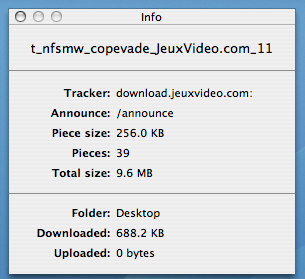 Info
t_nfsmw_copevade_JeuxVideo.com_11
Tracker: download.jeuxvideo.com:
Announce: /announce
Piece size: 256.0 KB
Pieces: 39
Total size: 9.6 MB
Folder: Desktop
Downloaded: 688.2 KB
Uploaded: 0 bytes